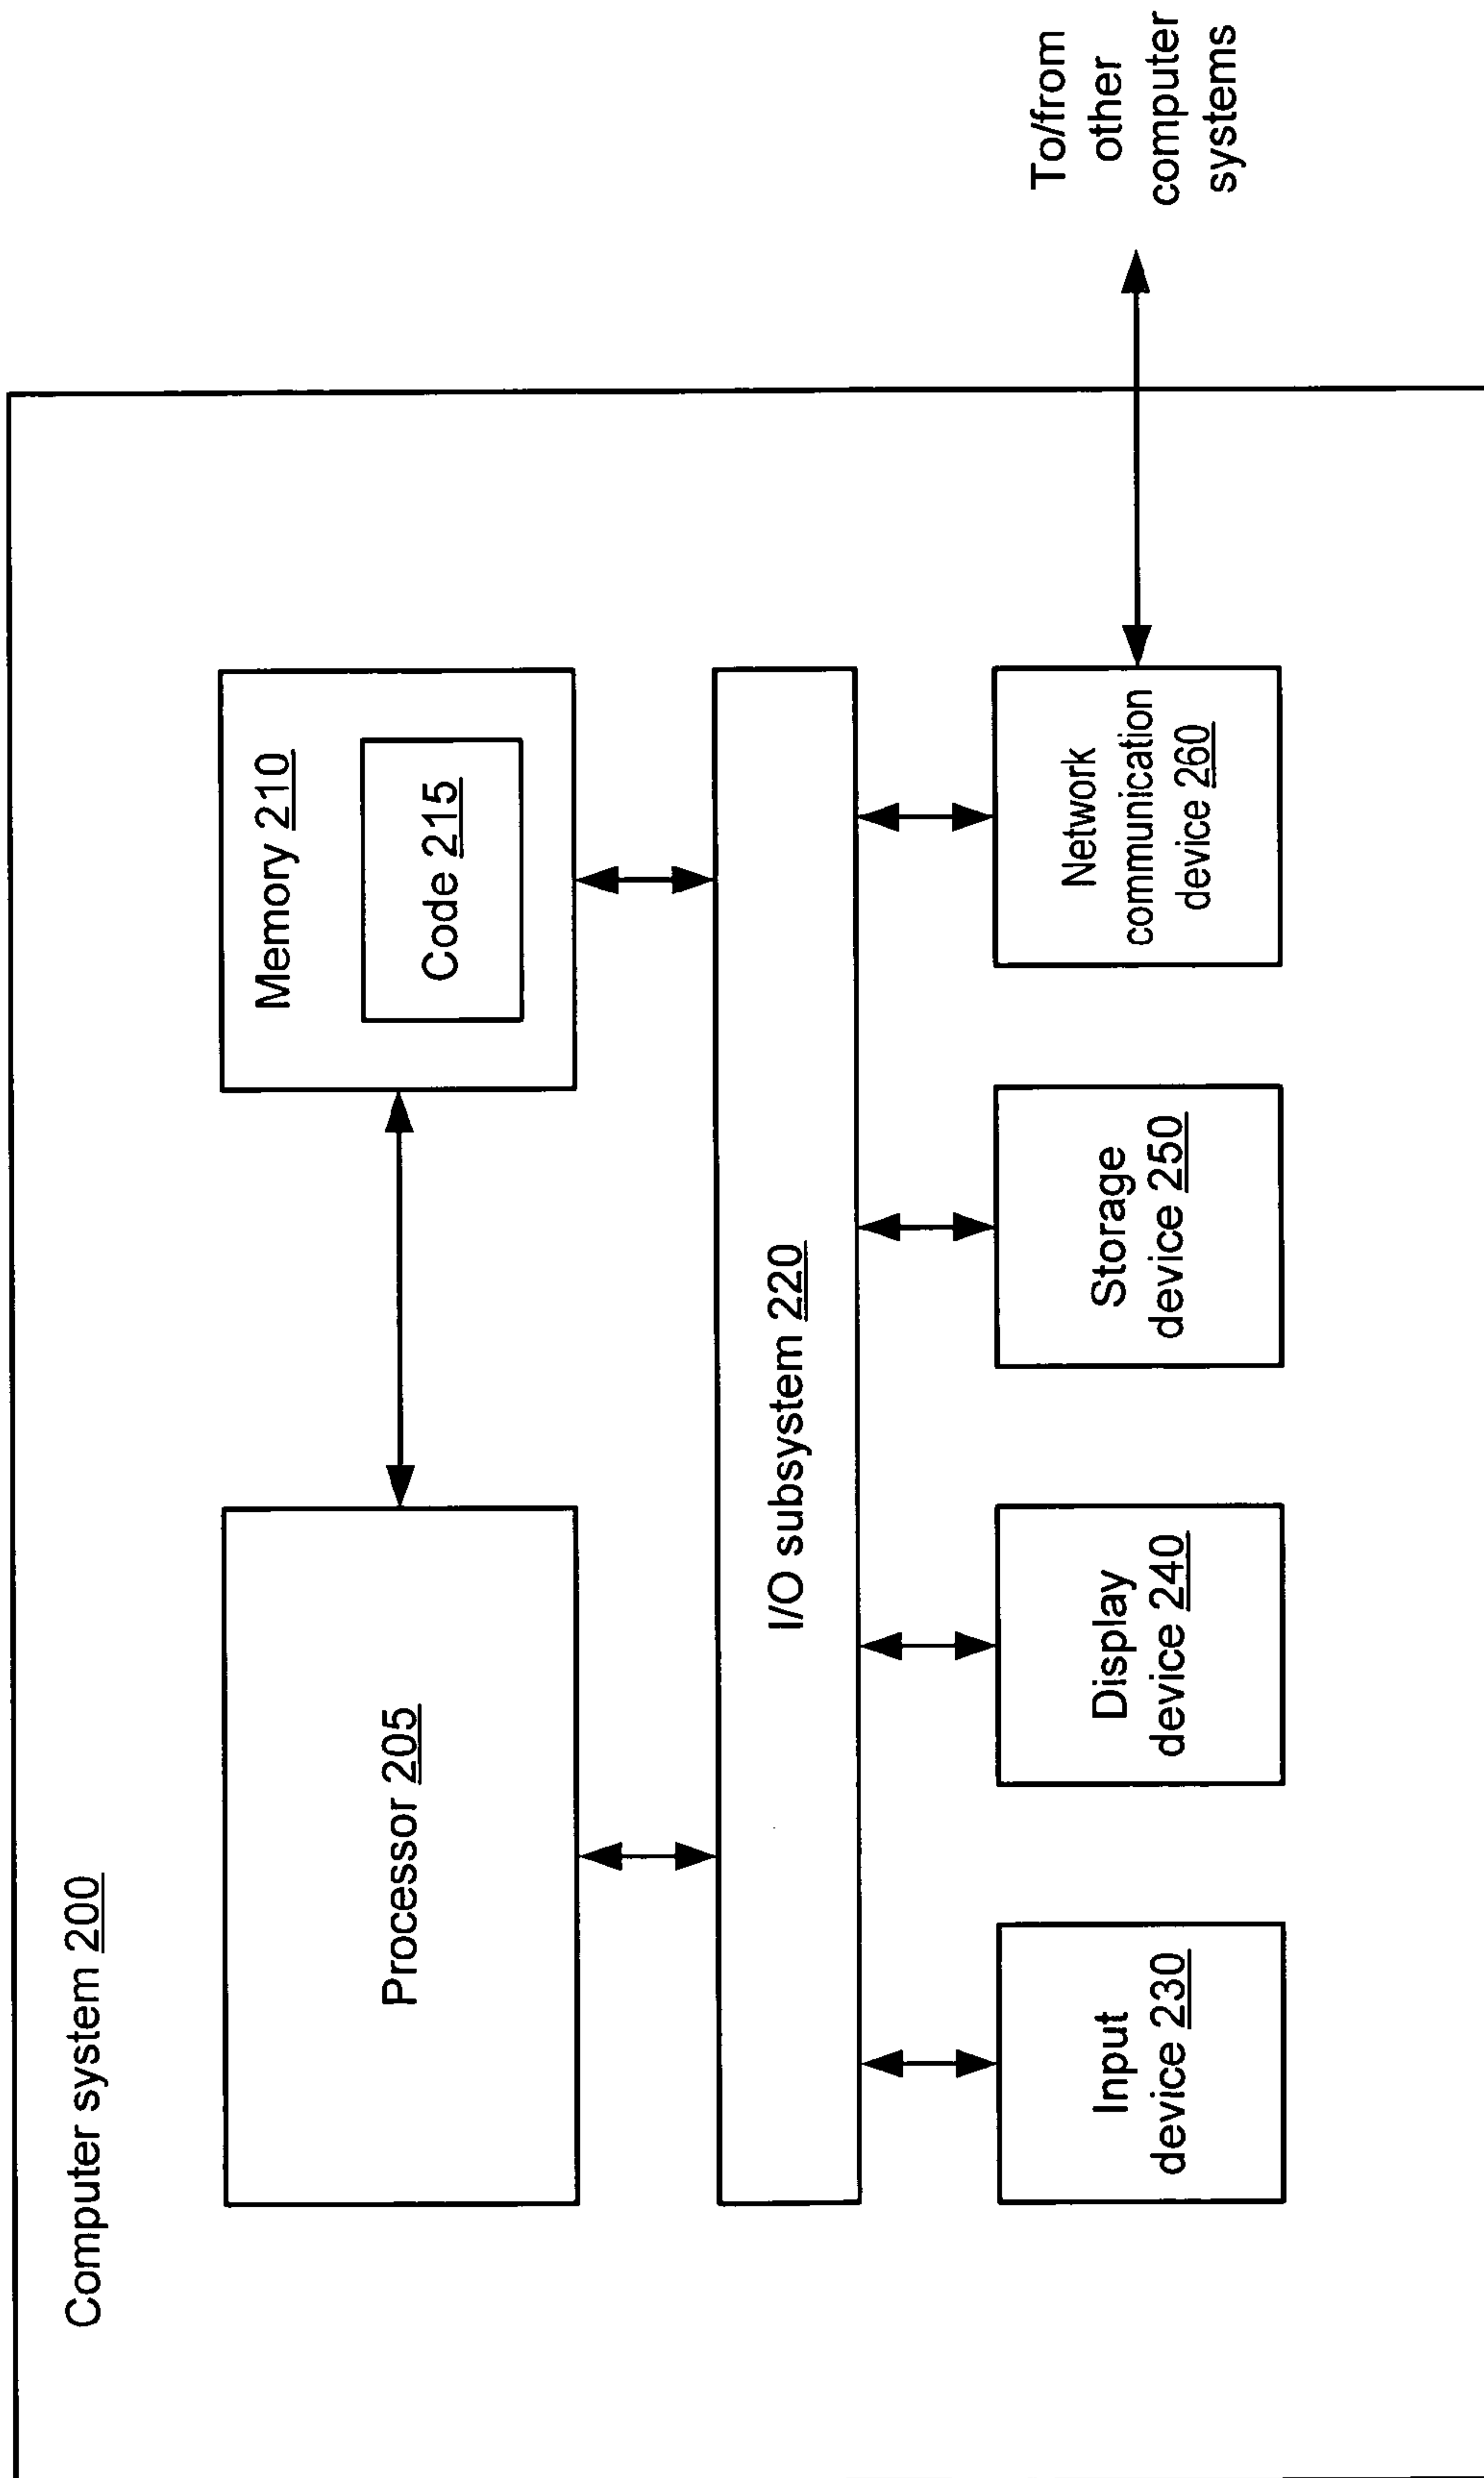 Computer system 200
Processor 205
Memory 210
Code 215
I/O subsystem 220
Input
device 230
Display
device 240
Storage
device 250
Network
communication
device 260
To/from
other
computer
systems